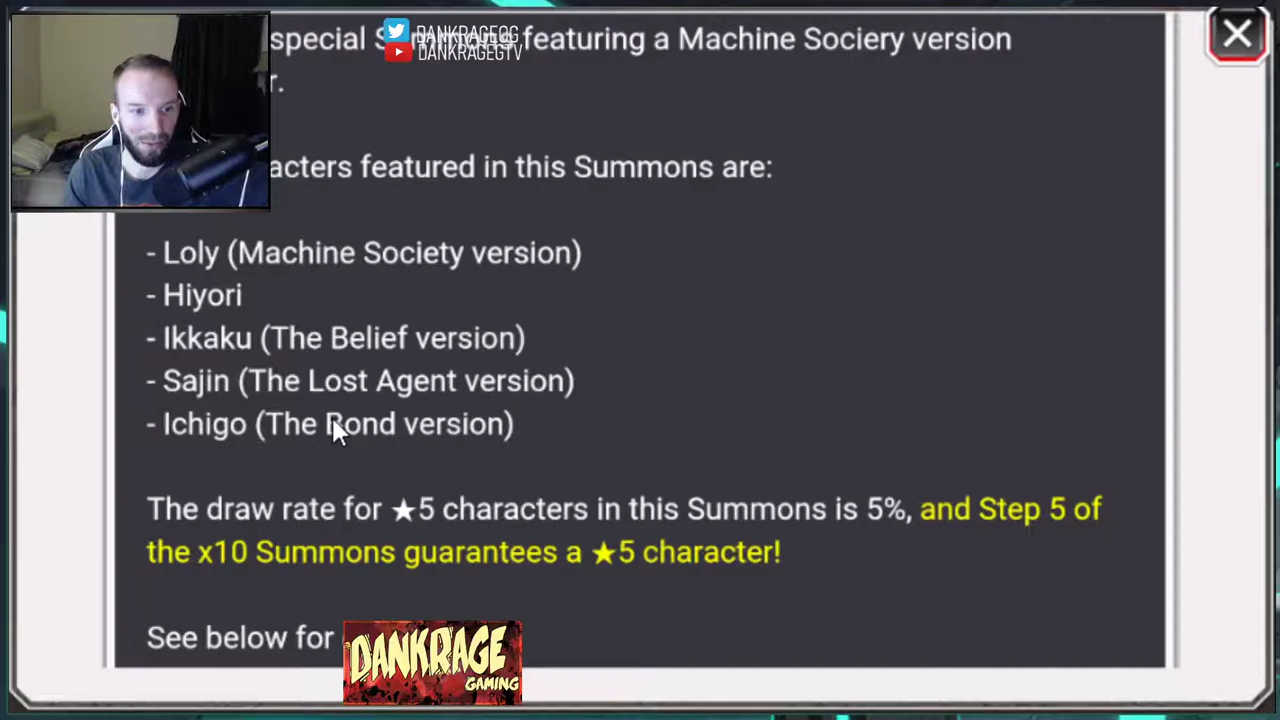 DANKRAGEGG
DANKRAGEGTV
special featuring a Machine Sociery version
r.
acters featured in this Summons are:
- Loly (Machine Society version)
- Hiyori
- Ikkaku (The Belief version)
- Sajin (The Lost Agent version)
- Ichigo (The Bond version)
The draw rate for ★5 characters in this Summons is 5%, and Step 5 of
the x10 Summons guarantees a ★5 character!
See below for
DANKRAGE
GAMING